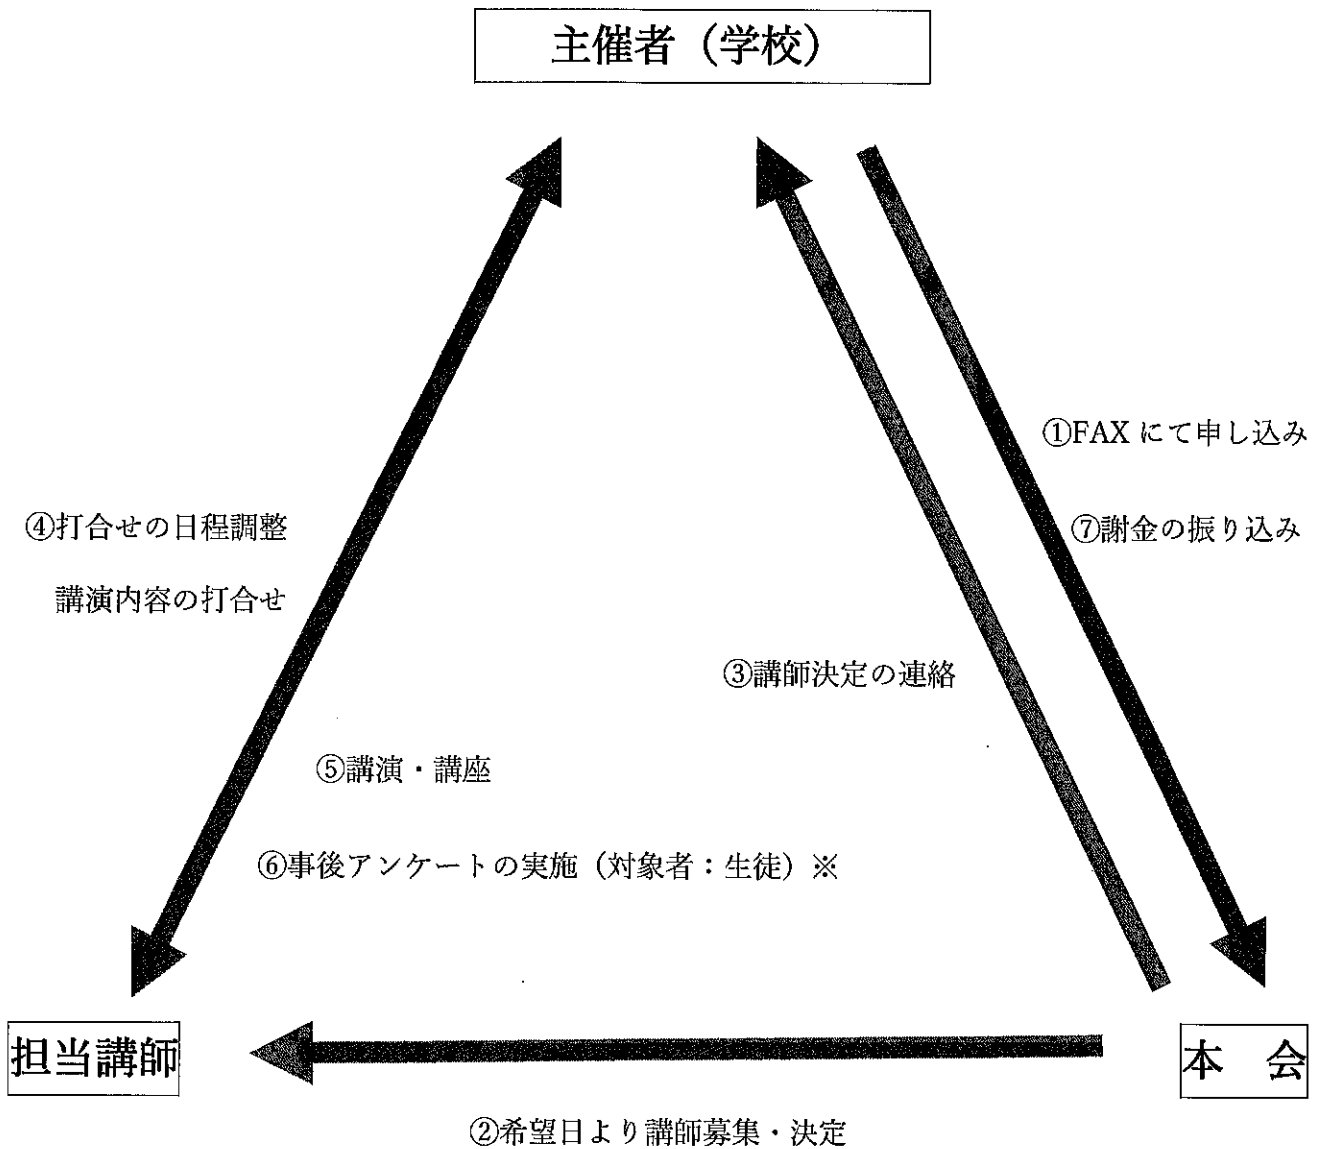 主催者（学校）
①FAX にて申し込み
⑦謝金の振り込み
④打合せの日程調整
講演内容の打合せ
③講師決定の連絡
⑤講演・講座
⑥事後アンケートの実施（対象者：生徒）※
担当講師
本　会
②希望日より講師募集・決定